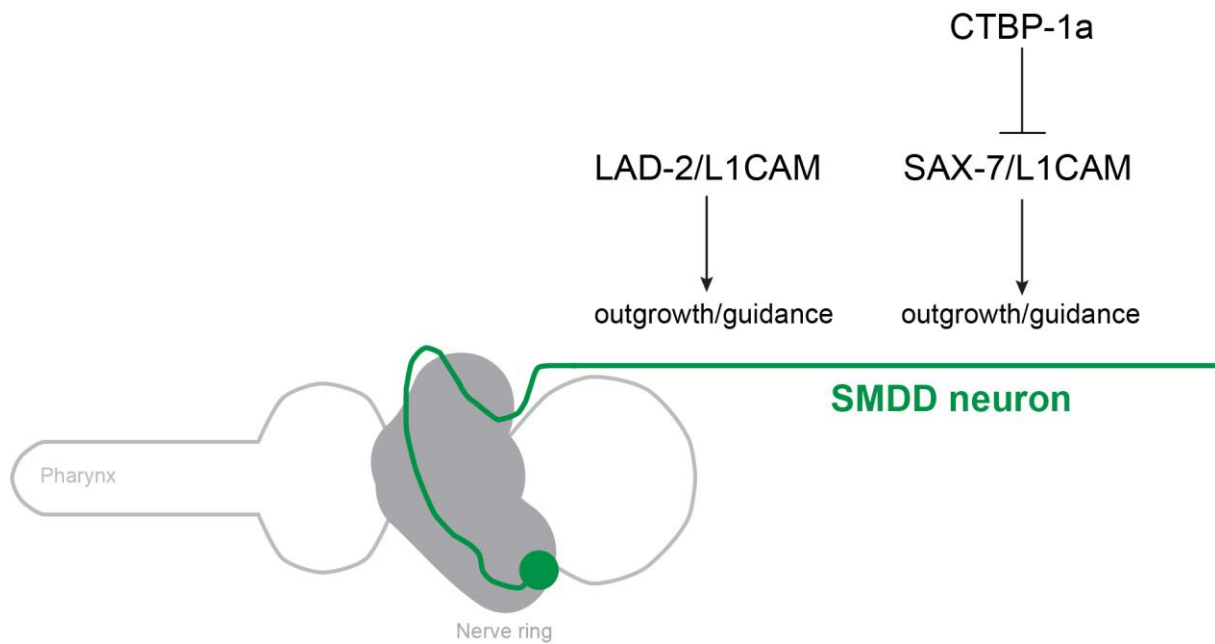 CTBP-1a
LAD-2/L1CAM
SAX-7/L1CAM
outgrowth/guidance
outgrowth/guidance
SMDD neuron
Pharynx
Nerve ring